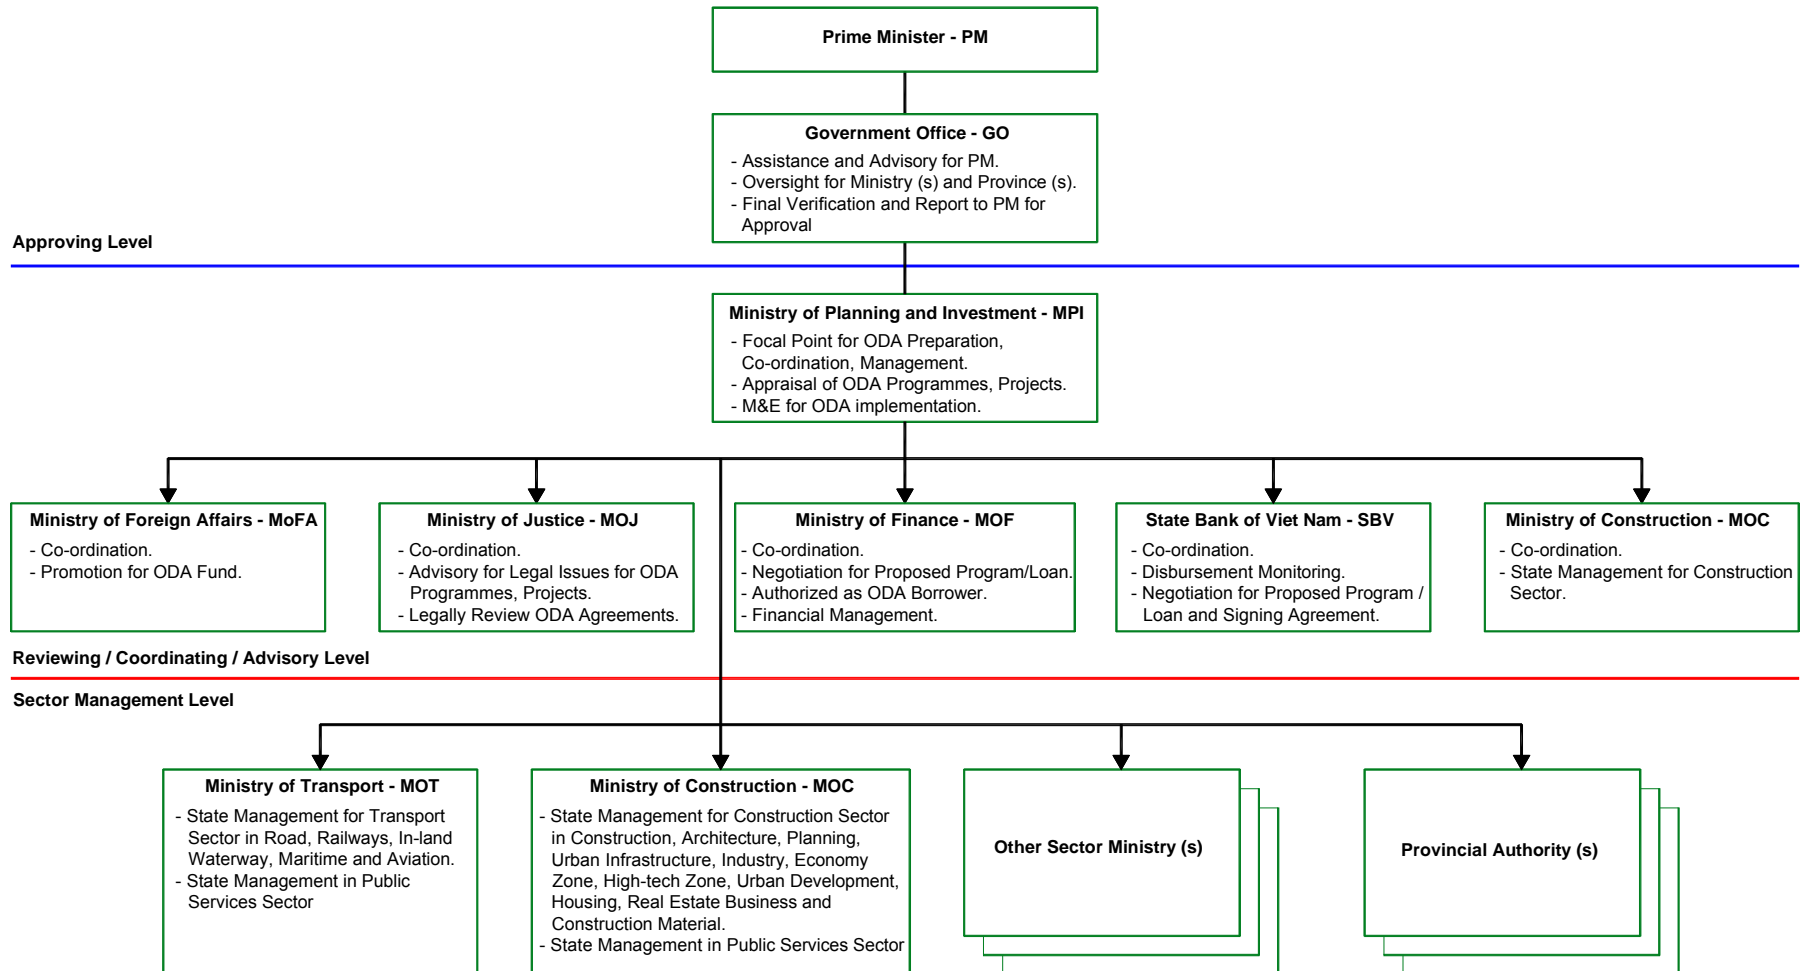 Prime Minister - PM
Government Office - GO
- Assistance and Advisory for PM.
- Oversight for Ministry (s) and Province (s).
- Final Verification and Report to PM for
Approval
Approving Level
Ministry of Planning and Investment - MPI
- Focal Point for ODA Preparation,
Co-ordination, Management.
- Appraisal of ODA Programmes, Projects.
- M&E for ODA implementation.
Ministry of Foreign Affairs - MoFA
- Co-ordination.
- Promotion for ODA Fund.
Ministry of Justice - MOJ
- Co-ordination.
- Advisory for Legal Issues for ODA
Programmes, Projects.
- Legally Review ODA Agreements.
Ministry of Finance - MOF
- Co-ordination.
- Negotiation for Proposed Program/Loan.
- Authorized as ODA Borrower.
- Financial Management.
State Bank of Viet Nam - SBV
- Co-ordination.
- Disbursement Monitoring.
- Negotiation for Proposed Program /
Loan and Signing Agreement.
Ministry of Construction - MOC
- Co-ordination.
- State Management for Construction
Sector.
Reviewing / Coordinating / Advisory Level
Sector Management Level
Ministry of Transport - MOT
- State Management for Transport
Sector in Road, Railways, In-land
Waterway, Maritime and Aviation.
- State Management in Public
Services Sector
Ministry of Construction - MOC
- State Management for Construction Sector
in Construction, Architecture, Planning,
Urban Infrastructure, Industry, Economy
Zone, High-tech Zone, Urban Development,
Housing, Real Estate Business and
Construction Material.
- State Management in Public Services Sector
Other Sector Ministry (s)
Provincial Authority (s)